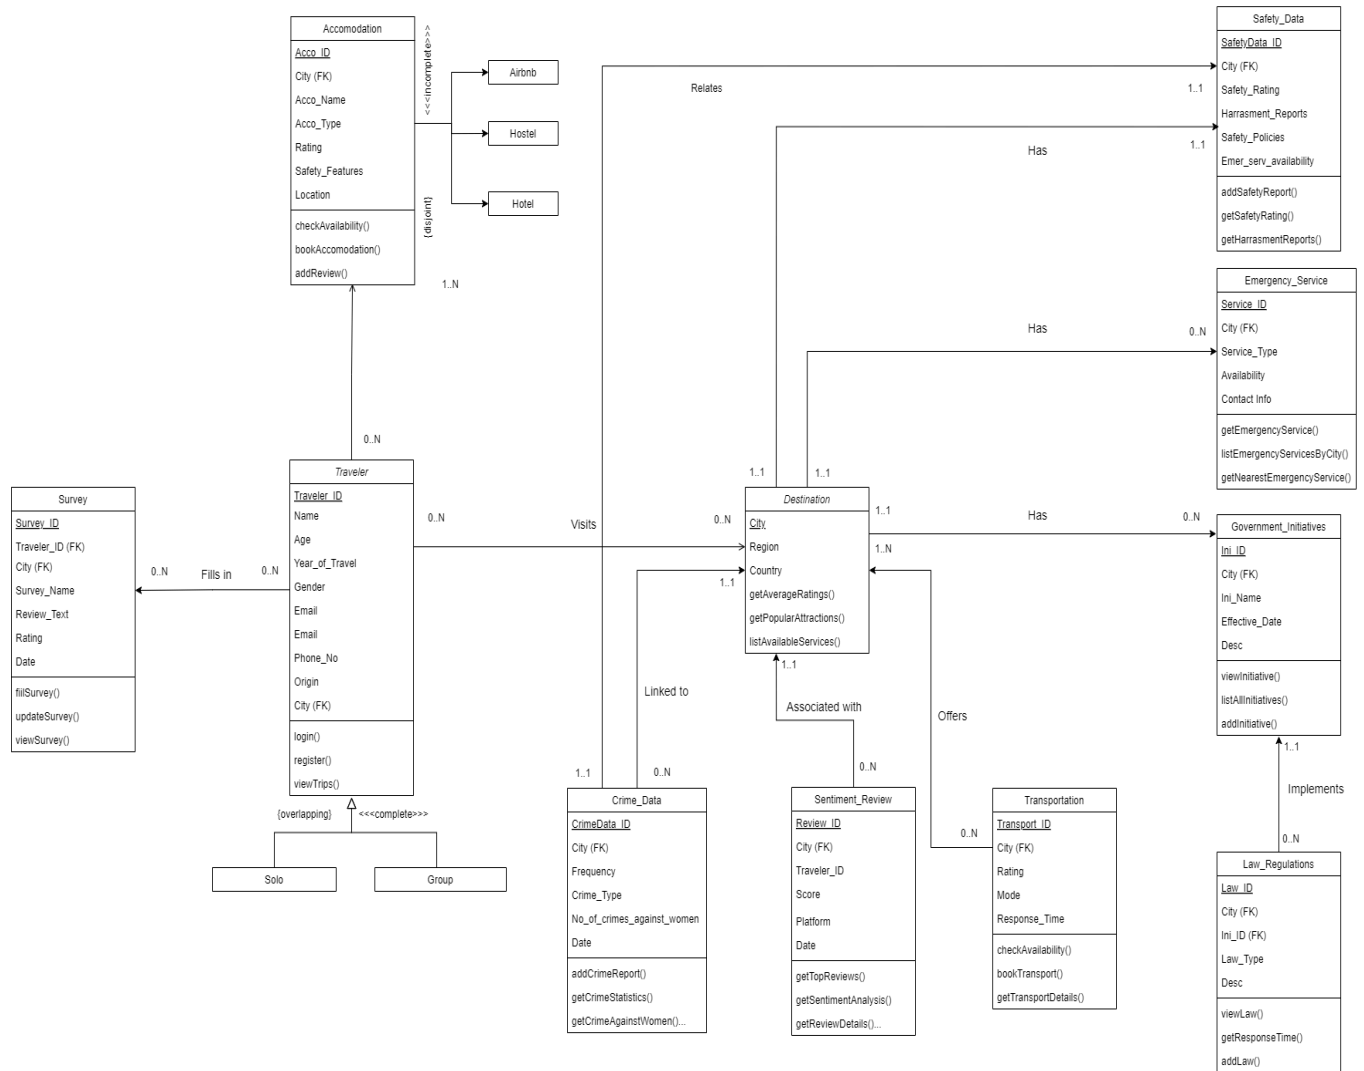 Accomodation
Acco_ID
City (FK)
Acco_Name
Acco_Type
Rating
Safety_Features
Location
checkAvailability()
bookAccomodation()
addReview()
<<<incomplete>>>
{disjoint}
Airbnb
Hostel
Hotel
1..N
0..N
Safety_Data
SafetyData_ID
City (FK)
Safety_Rating
Harrasment_Reports
Safety_Policies
Emer_serv_availability
addSafetyReport()
getSafetyRating()
getHarrasmentReports()
Relates
1..1
Has
1..1
Emergency_Service
Service_ID
City (FK)
Service_Type
Availability
Contact Info
getEmergencyService()
listEmergencyServicesByCity()
getNearestEmergencyService()
Has
0..N
1..1
1..1
Survey
Survey_ID
Traveler_ID (FK)
City (FK)
Survey_Name
Review_Text
Rating
Date
fillSurvey()
updateSurvey()
viewSurvey()
0..N
Fills in
0..N
Traveler
Traveler_ID
Name
Age
Year_of_Travel
Gender
Email
Email
Phone_No
Origin
City (FK)
login()
register()
viewTrips()
{overlapping}
<<<complete>>>
Solo
Group
0..N
Visits
0..N
Destination
City
Region
Country
getAverageRatings()
getPopularAttractions()
listAvailableServices()
1..1
Has
0..N
1..N
1..1
1..1
Government_Initiatives
Ini_ID
City (FK)
Ini_Name
Effective_Date
Desc
viewInitiative()
listAllInitiatives()
addInitiative()
1..1
Implements
0..N
Linked to
Associated with
Offers
1..1
0..N
0..N
0..N
Crime_Data
CrimeData_ID
City (FK)
Frequency
Crime_Type
No_of_crimes_against_women
Date
addCrimeReport()
getCrimeStatistics()
getCrimeAgainstWomen()...
Sentiment_Review
Review_ID
City (FK)
Traveler_ID
Score
Platform
Date
getTopReviews()
getSentimentAnalysis()
getReviewDetails()...
Transportation
Transport_ID
City (FK)
Rating
Mode
Response_Time
checkAvailability()
bookTransport()
getTransportDetails()
Law_Regulations
Law_ID
City (FK)
Ini_ID (FK)
Law_Type
Desc
viewLaw()
getResponseTime()
addLaw()